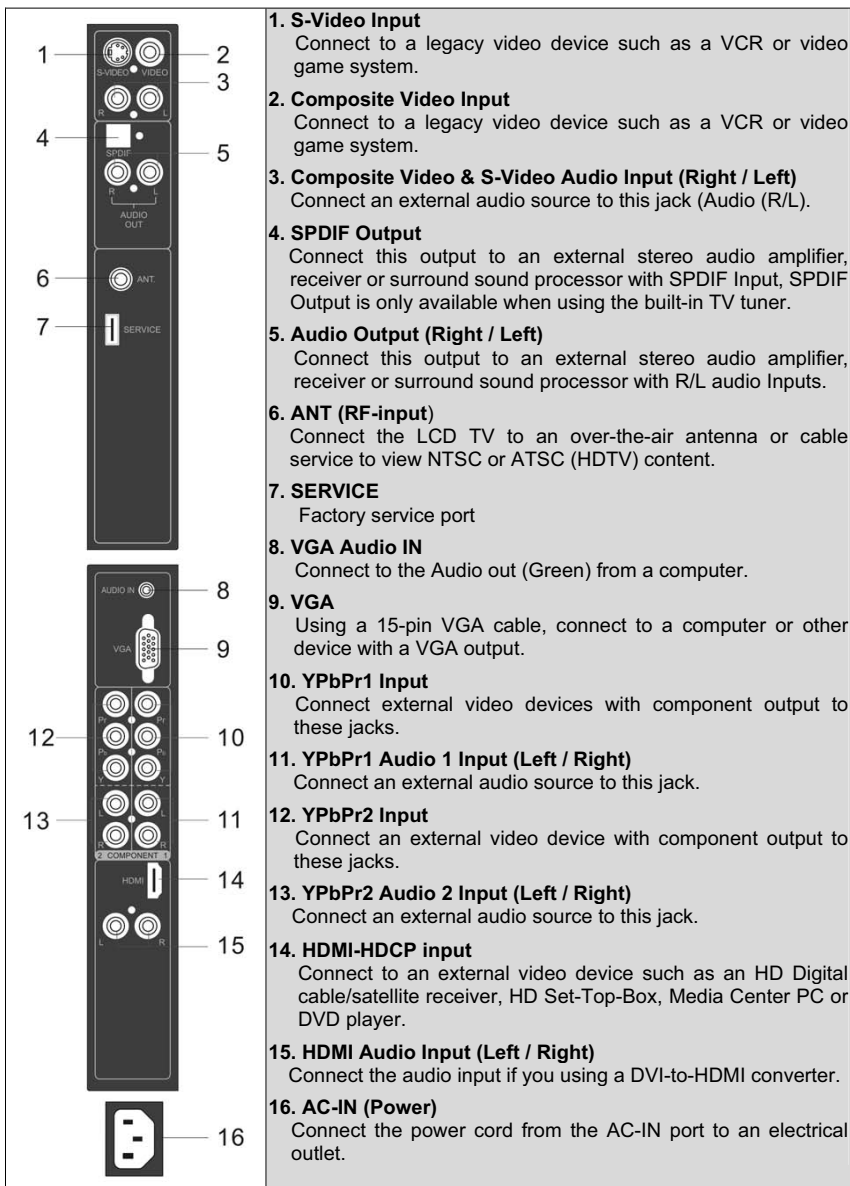 1
2
S-VIDEO
VIDEO
3
R
L
4
SPDIF
5
R
L
AUDIO
OUT
6
ANT.
7
SERVICE
AUDIO IN
8
VGA
9
Pr
Pr
12
Pb
Pb
10
Y
Y
L
L
13
11
R
R
2 COMPONENT 1
HDMI
14
L
R
15
16
1. S-Video Input
Connect to a legacy video device such as a VCR or video
game system.
2. Composite Video Input
Connect to a legacy video device such as a VCR or video
game system.
3. Composite Video & S-Video Audio Input (Right / Left)
Connect an external audio source to this jack (Audio (R/L).
4. SPDIF Output
Connect this output to an external stereo audio amplifier,
receiver or surround sound processor with SPDIF Input, SPDIF
Output is only available when using the built-in TV tuner.
5. Audio Output (Right / Left)
Connect this output to an external stereo audio amplifier,
receiver or surround sound processor with R/L audio Inputs.
6. ANT (RF-input)
Connect the LCD TV to an over-the-air antenna or cable
service to view NTSC or ATSC (HDTV) content.
7. SERVICE
Factory service port
8. VGA Audio IN
Connect to the Audio out (Green) from a computer.
9. VGA
Using a 15-pin VGA cable, connect to a computer or other
device with a VGA output.
10. YPbPr1 Input
Connect external video devices with component output to
these jacks.
11. YPbPr1 Audio 1 Input (Left / Right)
Connect an external audio source to this jack.
12. YPbPr2 Input
Connect an external video device with component output to
these jacks.
13. YPbPr2 Audio 2 Input (Left / Right)
Connect an external audio source to this jack.
14. HDMI-HDCP input
Connect to an external video device such as an HD Digital
cable/satellite receiver, HD Set-Top-Box, Media Center PC or
DVD player.
15. HDMI Audio Input (Left / Right)
Connect the audio input if you using a DVI-to-HDMI converter.
16. AC-IN (Power)
Connect the power cord from the AC-IN port to an electrical
outlet.